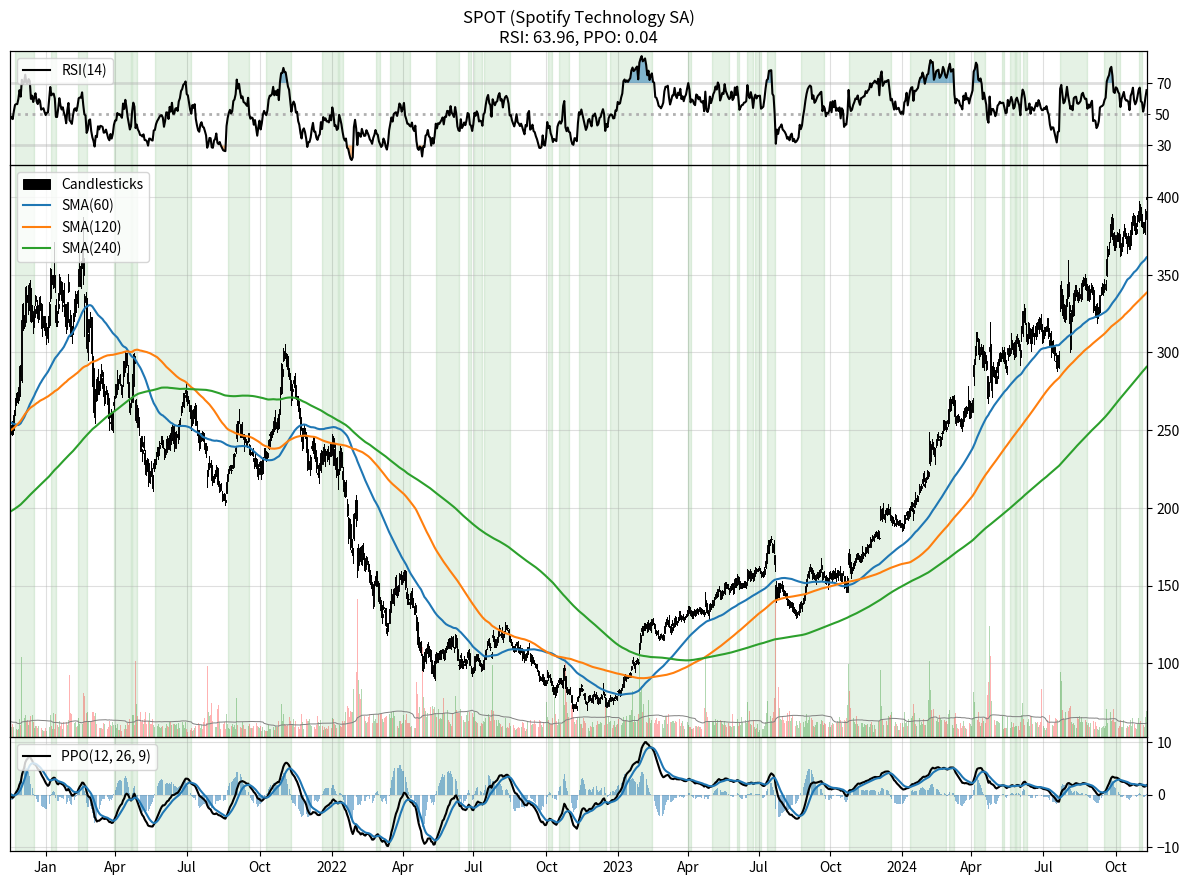 SPOT (Spotify Technology SA)
RSI: 63.96, PPO: 0.04
RSI(14)
70
50
30
Candlesticks
SMA(60)
SMA(120)
SMA(240)
400
350
300
250
200
150
100
PPO(12, 26, 9)
10
0
−10
Jan Apr Jul Oct 2022 Apr Jul Oct 2023 Apr Jul Oct 2024 Apr Jul Oct